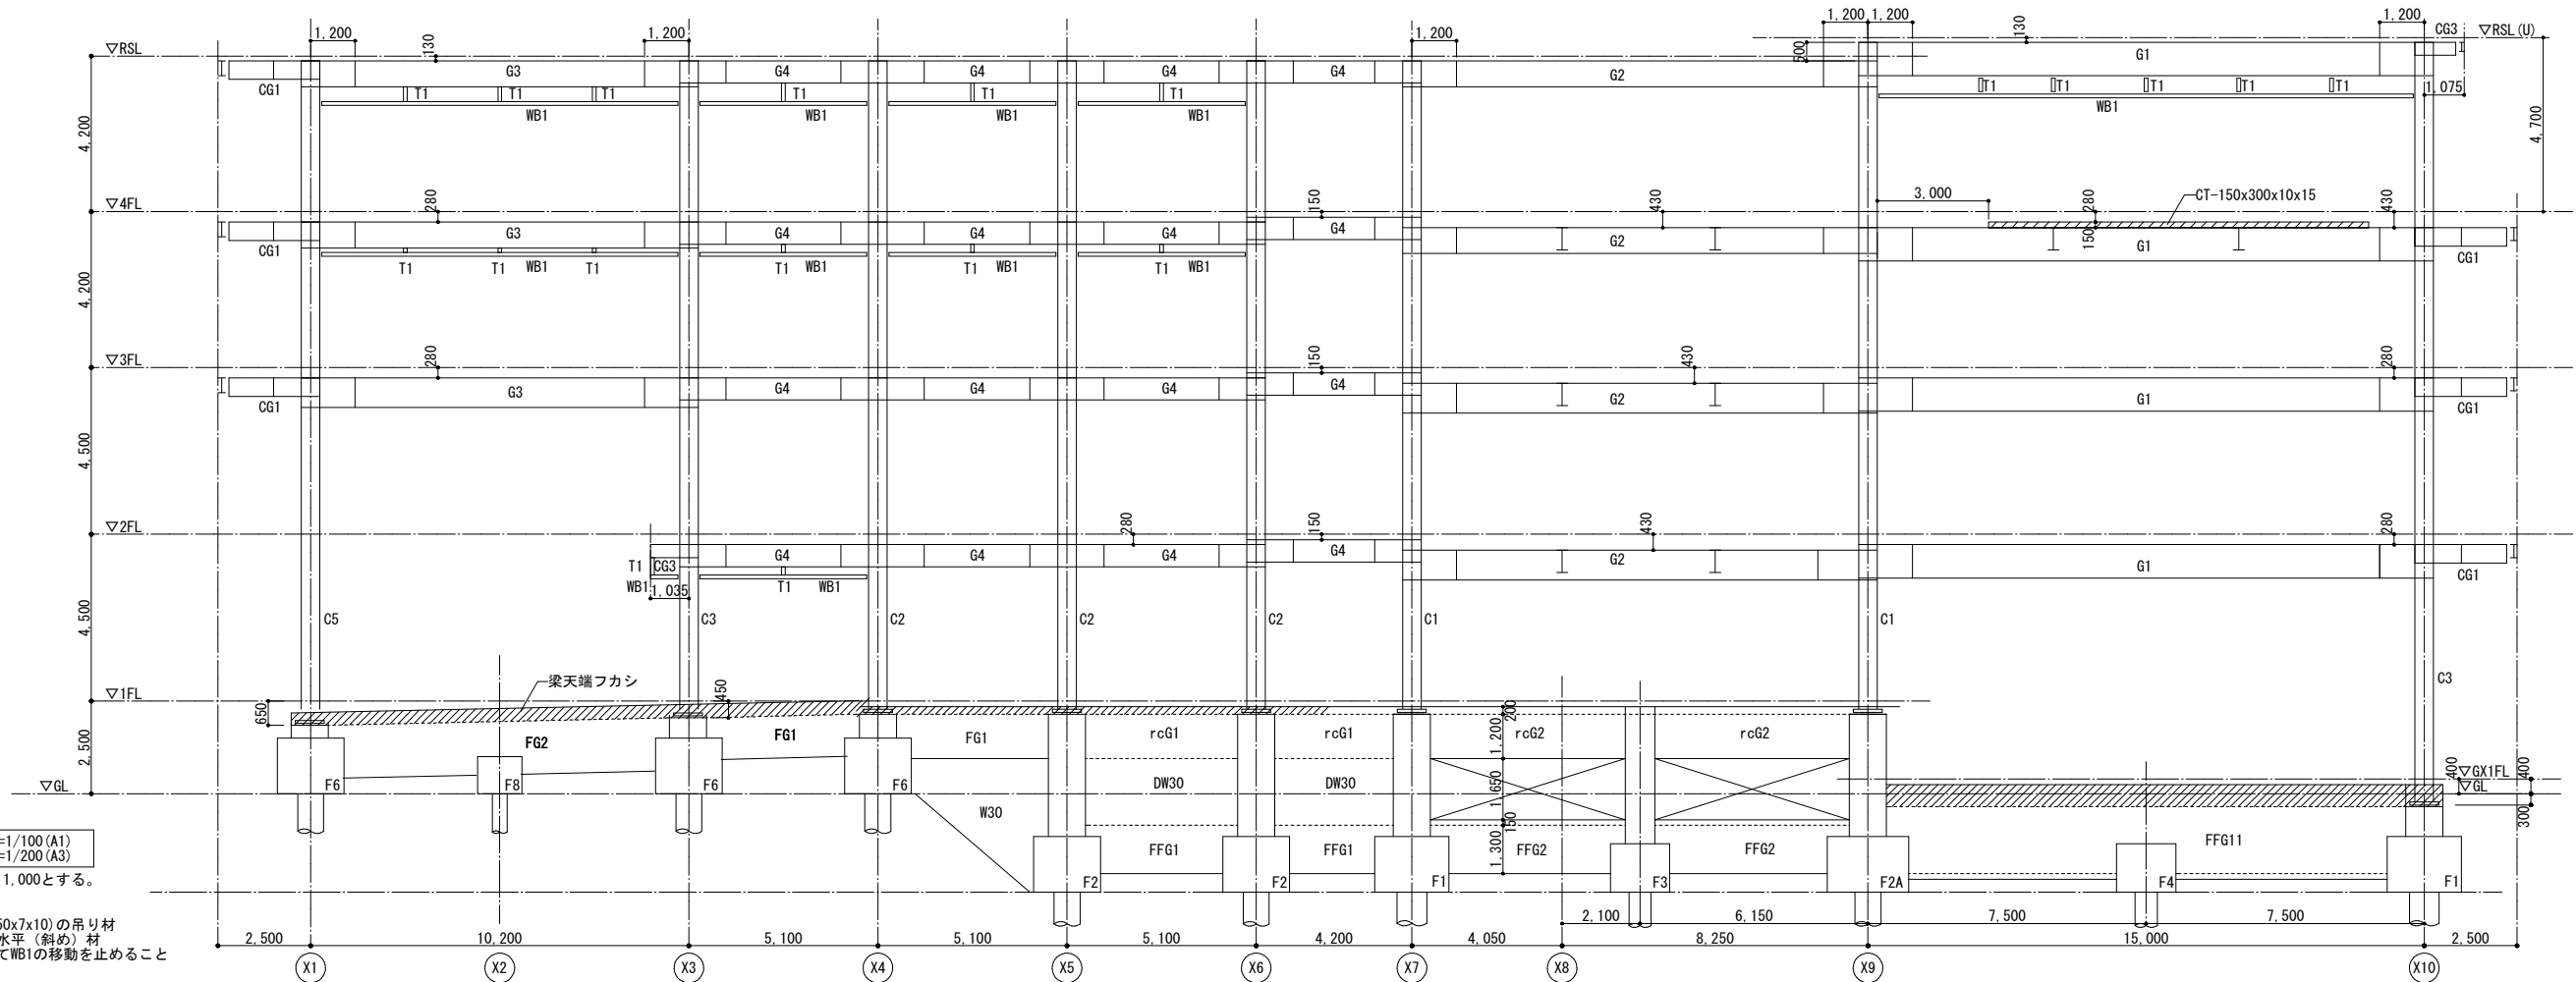 1,200 1,200 1,200 1,200 1,200 1,200
▽RSL 130 130 CG3 ▽RSL(U)
500
G3 G4 G4 G4 G4 G2 G1
CG1
T1 T1 T1 T1 T1 T1 T1 T1 T1 T1 T1
WB1 WB1 WB1 WB1 WB1 1,075
4,200 4,700
▽4FL 280 150 430 3,000 280 430 CT-150x300x10x15
150
G3 G4 G4 G4 G4 G2 G1
CG1 CG1
T1 T1 T1 WB1 T1 WB1 T1 WB1 T1 WB1
4,200
▽3FL 280 150 430 280
G3 G4 G4 G4 G4 G2 G1
CG1 CG1
4,500
▽2FL 280 150 430 280
G4 G4 G4 G4 G2 G1
T1 CG3 CG1
WB1 T1 WB1
1,035
4,500
C5 C3 C2 C2 C2 C1 C1
C3
梁天端フカシ
▽1FL 650 450
200
FG2 FG1 FG1 rcG1 rcG1 rcG2 rcG2
2,500 1,200
400 ▽GX1FL 400
▽GL ▽GL
F6 F8 F6 F6 DW30 DW30 1,650
W30 150 300
=1/100(A1)
=1/200(A3)
FFG1 FFG1 1,300 FFG2 FFG2 FFG11
1,000とする。
F2 F2 F1 F3 F2A F4 F1
50x7x10)の吊り材
水平(斜め)材
てWB1の移動を止めること
2,100 6,150 7,500 7,500
2,500 10,200 5,100 5,100 5,100 4,200 4,050 8,250 15,000 2,500
X1 X2 X3 X4 X5 X6 X7 X8 X9 X10